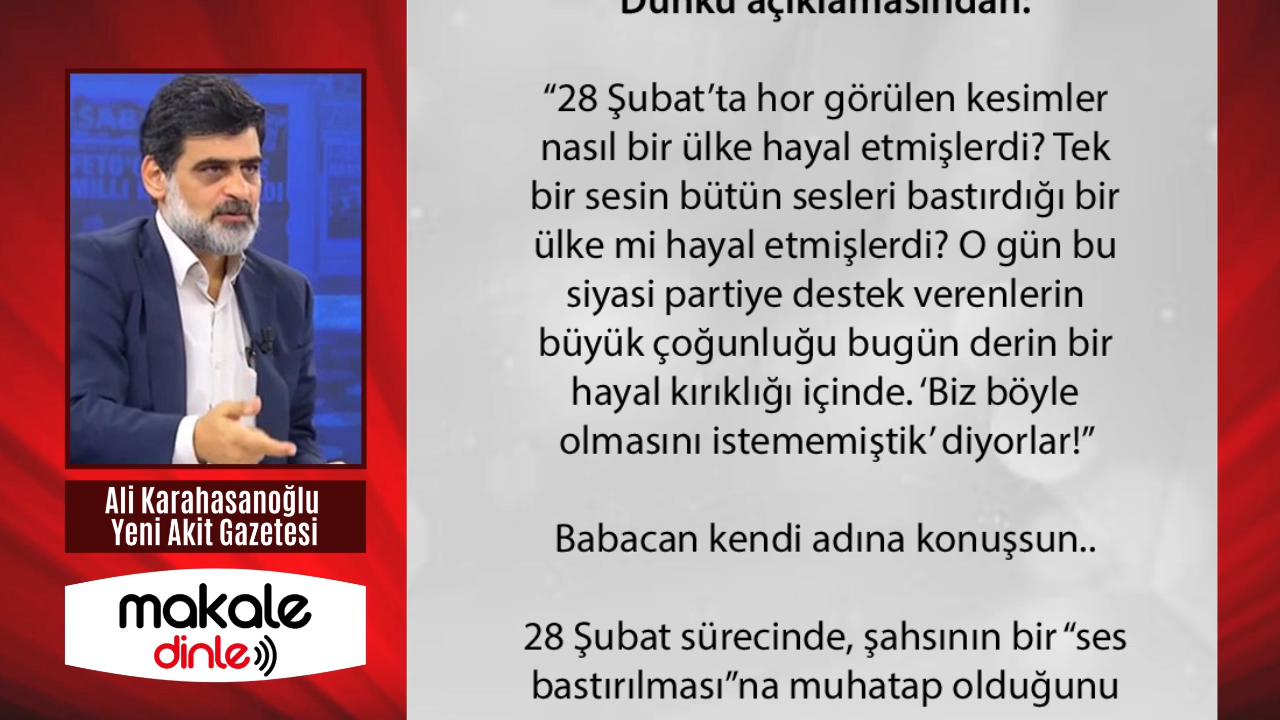 Dünkü açıklamasından:
“28 Şubat’ta hor görülen kesimler
nasıl bir ülke hayal etmişlerdi? Tek
bir sesin bütün sesleri bastırdığı bir
ülke mi hayal etmişlerdi? O gün bu
siyasi partiye destek verenlerin
büyük çoğunluğu bugün derin bir
hayal kırıklığı içinde. ‘Biz böyle
olmasını istememiştik’ diyorlar!”
Babacan kendi adına konuşsun..
28 Şubat sürecinde, şahsının bir “ses
bastırılması”na muhatap olduğunu
Ali Karahasanoğlu
Yeni Akit Gazetesi
makale
dinle